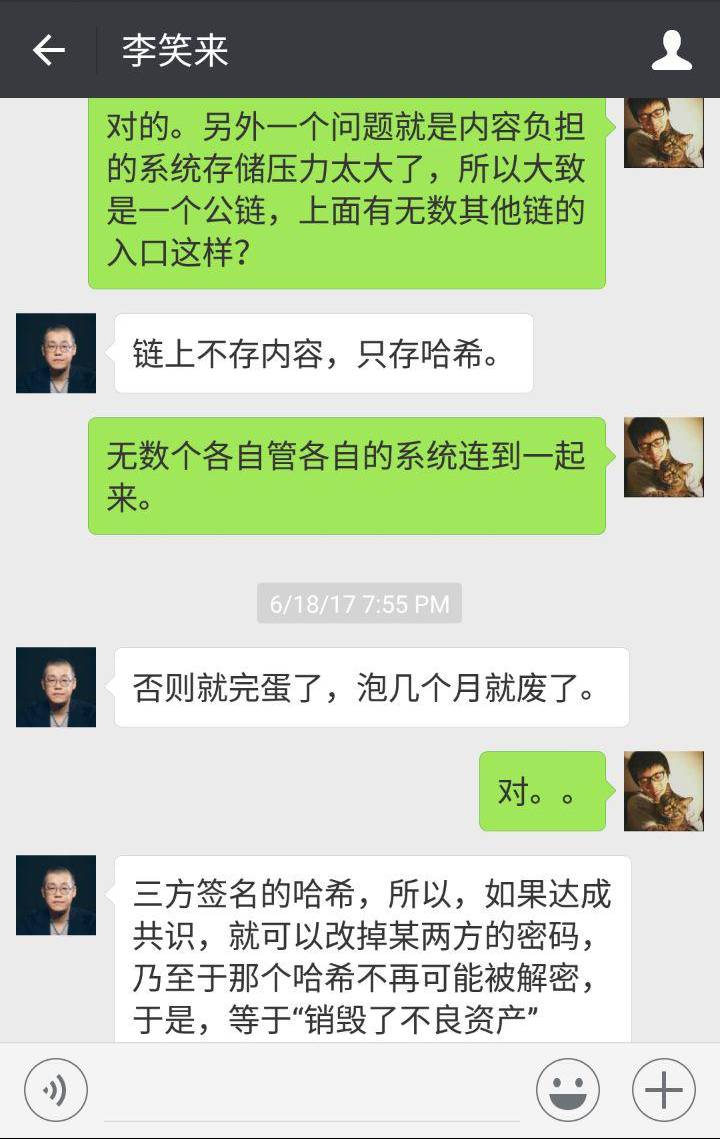 李笑来
对的。另外一个问题就是内容负担
的系统存储压力太大了，所以大致
是一个公链，上面有无数其他链的
入口这样？
链上不存内容，只存哈希。
无数个各自管各自的系统连到一起
来。
6/18/17 7:55 PM
否则就完蛋了，泡几个月就废了。
对。。
三方签名的哈希，所以，如果达成
共识，就可以改掉某两方的密码，
乃至于那个哈希不再可能被解密，
于是，等于“销毁了不良资产”